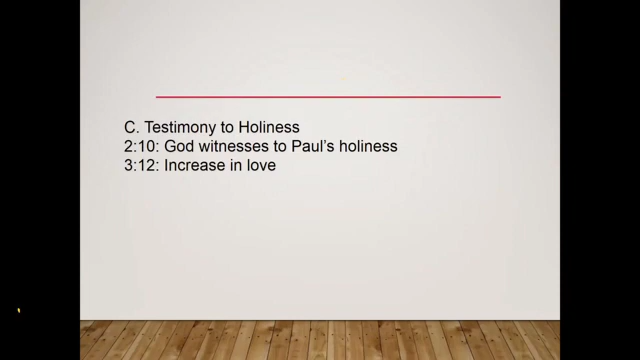 C. Testimony to Holiness
2:10: God witnesses to Paul's holiness
3:12: Increase in love